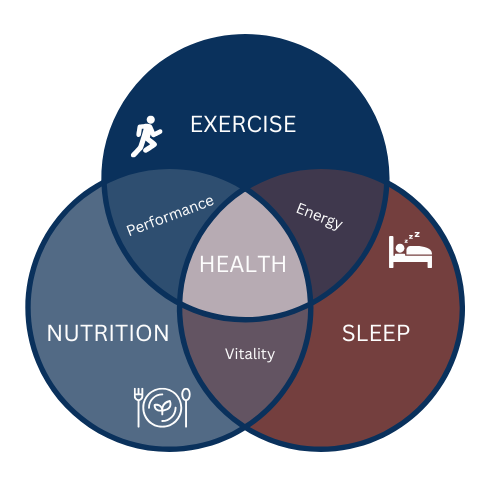 EXERCISE
Performance
Energy
HEALTH
NUTRITION
SLEEP
Vitality
z z z